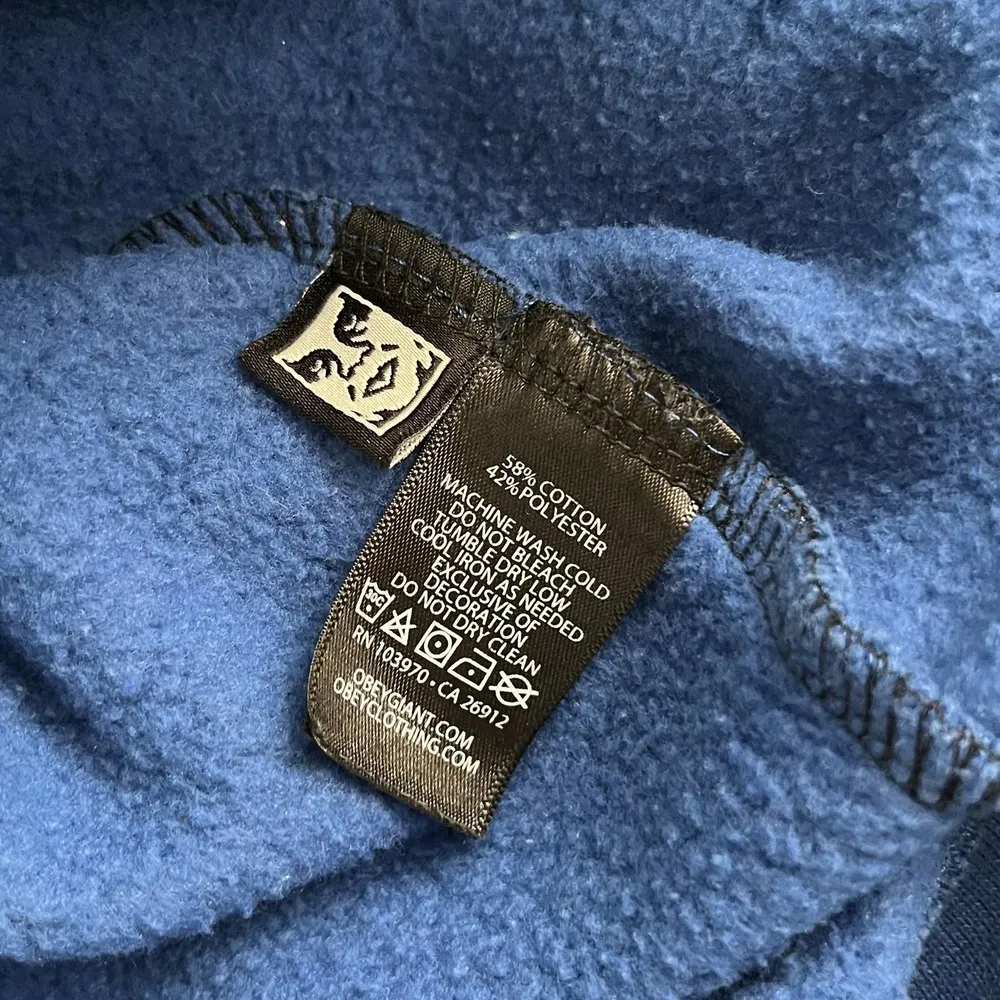 58% COTTON
42% POLYESTER
MACHINE WASH COLD
DO NOT BLEACH
TUMBLE DRY LOW
COOL IRON AS NEEDED
EXCLUSIVE OF
DECORATION
DO NOT DRY CLEAN
30C
RN 103970 • CA 26912
OBEYGIANT.COM
OBEYCLOTHING.COM